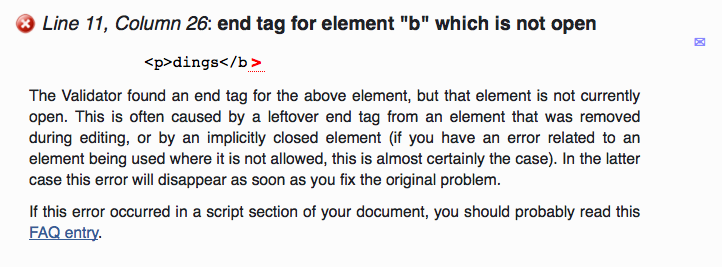 Line 11, Column 26: end tag for element "b" which is not open
<p>dings</b>
The Validator found an end tag for the above element, but that element is not currently
open. This is often caused by a leftover end tag from an element that was removed
during editing, or by an implicitly closed element (if you have an error related to an
element being used where it is not allowed, this is almost certainly the case). In the latter
case this error will disappear as soon as you fix the original problem.
If this error occurred in a script section of your document, you should probably read this
FAQ entry.